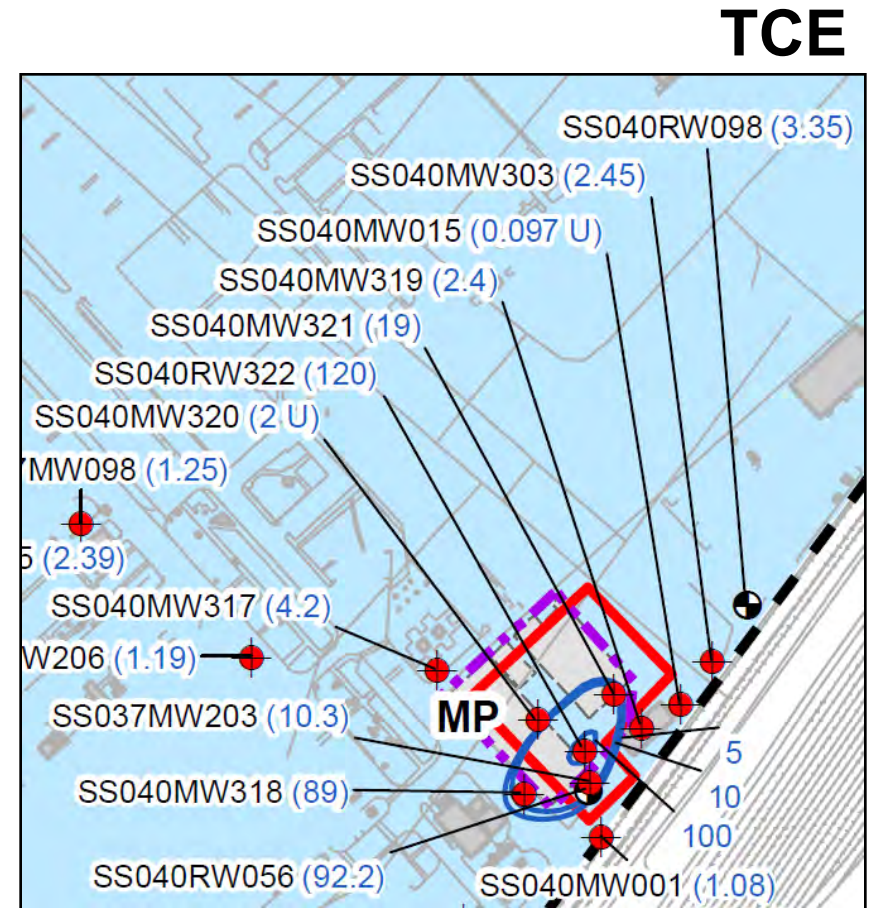 TCE
SS040RW098 (3.35)
SS040MW303 (2.45)
SS040MW015 (0.097 U)
SS040MW319 (2.4)
SS040MW321 (19)
SS040RW322 (120)
SS040MW320 (2 U)
7MW098 (1.25)
5 (2.39)
SS040MW317 (4.2)
W206 (1.19)
SS037MW203 (10.3)
MP
5
SS040MW318 (89)
10
100
SS040RW056 (92.2)
SS040MW001 (1.08)